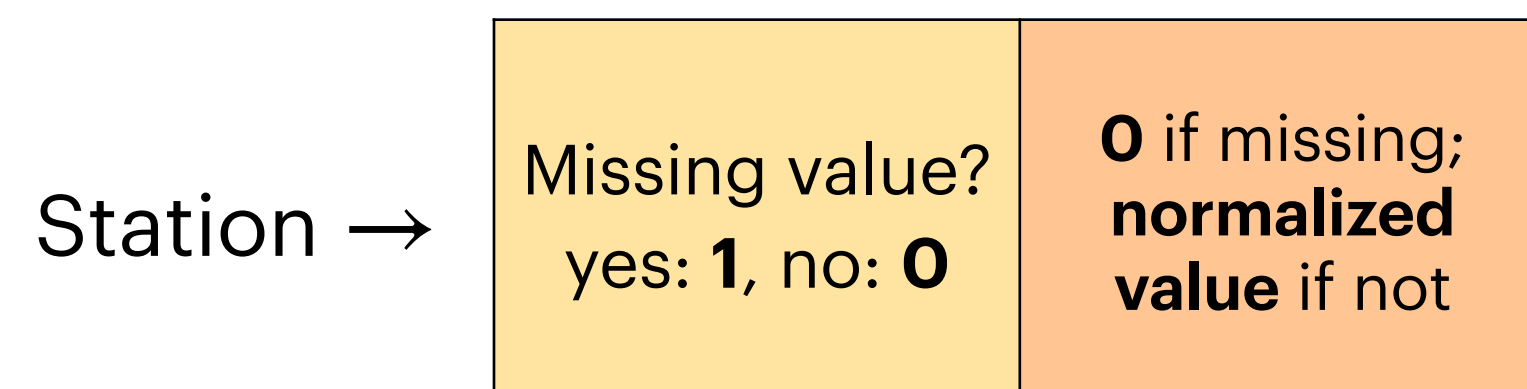 Station →
Missing value?
yes: 1, no: 0
0 if missing;
normalized
value if not